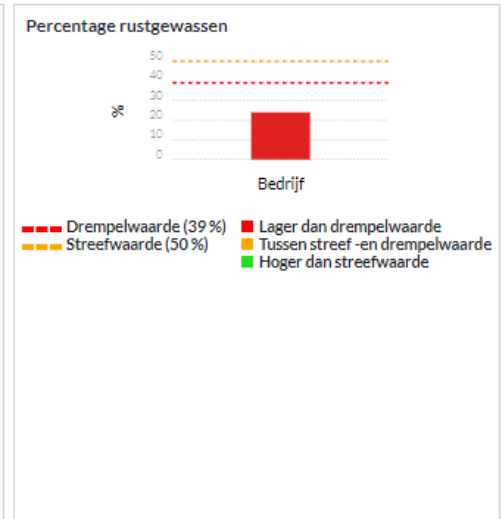 Percentage rustgewassen
50
40
30
20
10
0
%
Bedrijf
Drempelwaarde (39 %)
Streefwaarde (50 %)
Lager dan drempelwaarde
Tussen streef -en drempelwaarde
Hoger dan streefwaarde